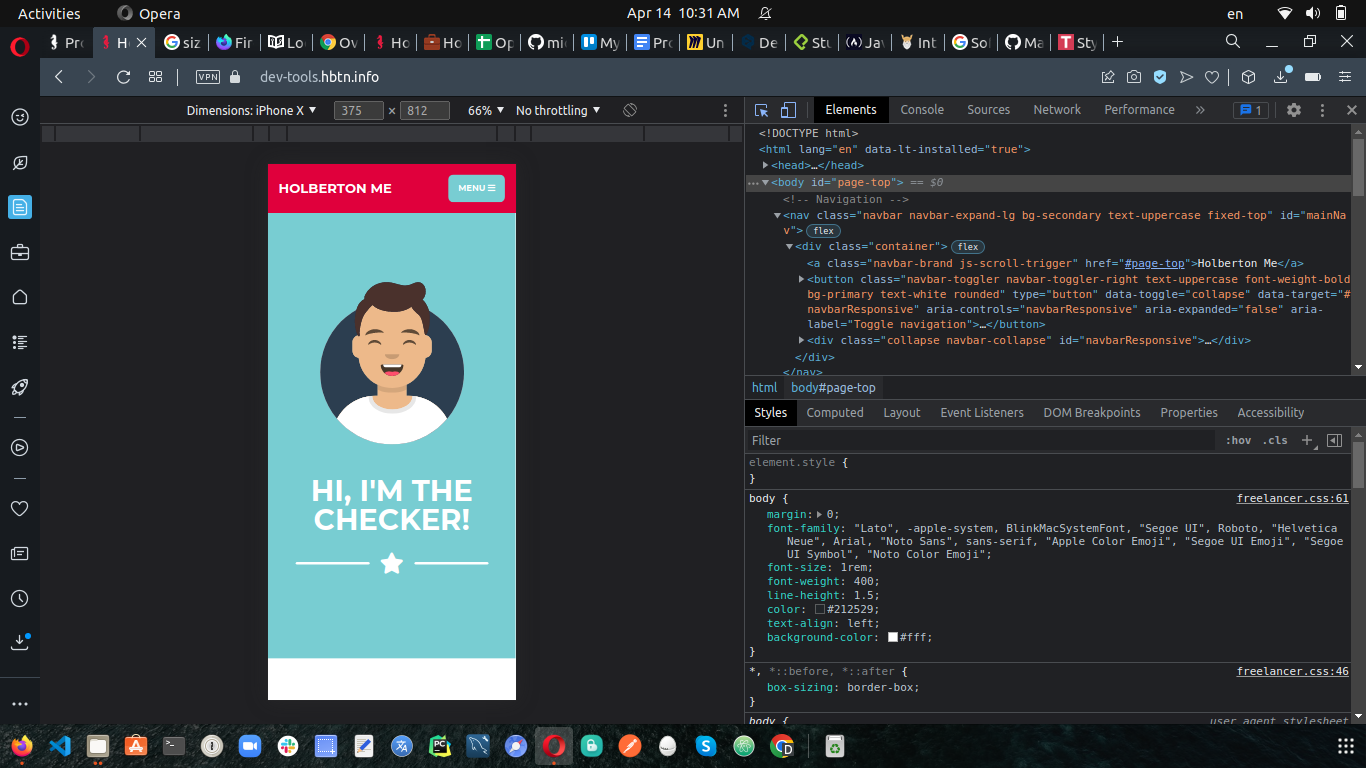 Activities Opera Apr 14 10:31 AM en
Pro Ho siz Fir Loc Ov Ho Ho Op mic My Pro Un De Stu Jav Int Sol Ma Sty
VPN dev-tools.hbtn.info
Dimensions: iPhone X 375 × 812 66% No throttling
Elements Console Sources Network Performance » 1
HOLBERTON ME
MENU
HI, I'M THE
CHECKER!
<!DOCTYPE html>
<html lang="en" data-lt-installed="true">
<head>…</head>
<body id="page-top"> == $0
<!-- Navigation -->
<nav class="navbar navbar-expand-lg bg-secondary text-uppercase fixed-top" id="mainNa
v"> flex
<div class="container"> flex
<a class="navbar-brand js-scroll-trigger" href="#page-top">Holberton Me</a>
<button class="navbar-toggler navbar-toggler-right text-uppercase font-weight-bold
bg-primary text-white rounded" type="button" data-toggle="collapse" data-target="#
navbarResponsive" aria-controls="navbarResponsive" aria-expanded="false" aria-
label="Toggle navigation">…</button>
<div class="collapse navbar-collapse" id="navbarResponsive">…</div>
</div>
</nav>
html body#page-top
Styles Computed Layout Event Listeners DOM Breakpoints Properties Accessibility
Filter :hov .cls
element.style {
}
body { freelancer.css:61
margin: 0;
font-family: "Lato", -apple-system, BlinkMacSystemFont, "Segoe UI", Roboto, "Helvetica
Neue", Arial, "Noto Sans", sans-serif, "Apple Color Emoji", "Segoe UI Emoji", "Segoe
UI Symbol", "Noto Color Emoji";
font-size: 1rem;
font-weight: 400;
line-height: 1.5;
color: #212529;
text-align: left;
background-color: #fff;
}
*, *::before, *::after { freelancer.css:46
box-sizing: border-box;
}
body { user agent stylesheet